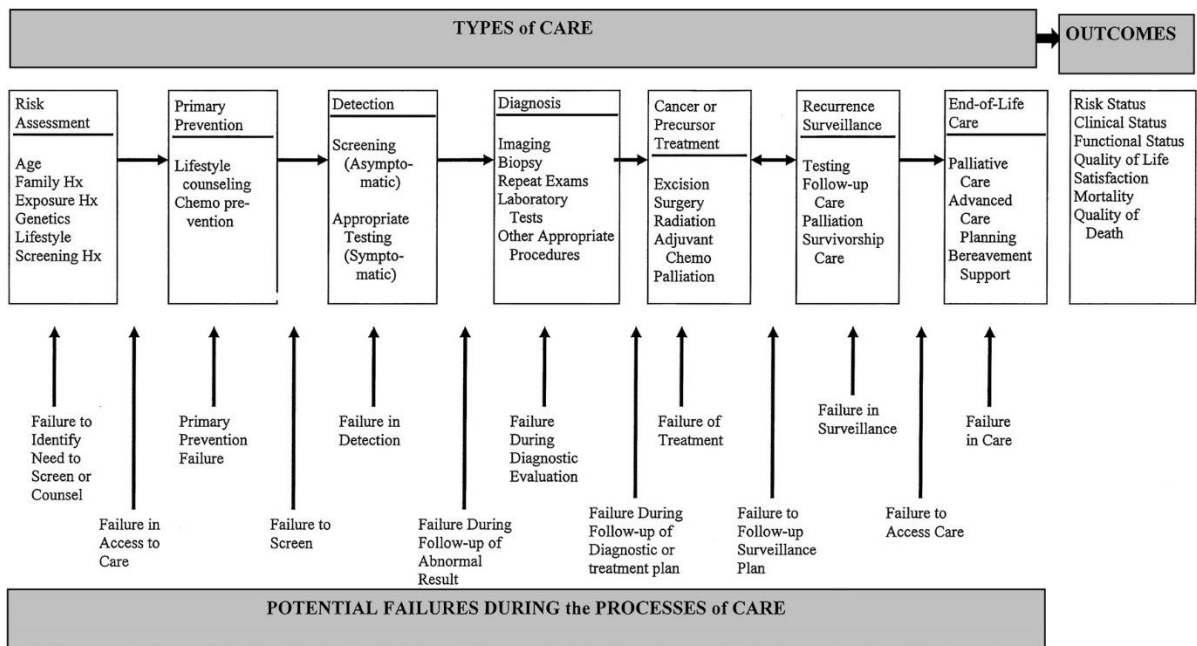 TYPES of CARE
OUTCOMES
Risk
Assessment
Age
Family Hx
Exposure Hx
Genetics
Lifestyle
Screening Hx
Primary
Prevention
Lifestyle
counseling
Chemo pre-
vention
Detection
Screening
(Asympto-
matic)
Appropriate
Testing
(Sympto-
matic)
Diagnosis
Imaging
Biopsy
Repeat Exams
Laboratory
Tests
Other Appropriate
Procedures
Cancer or
Precursor
Treatment
Excision
Surgery
Radiation
Adjuvant
Chemo
Palliation
Recurrence
Surveillance
Testing
Follow-up
Care
Palliation
Survivorship
Care
End-of-Life
Care
Palliative
Care
Advanced
Care
Planning
Bereavement
Support
Risk Status
Clinical Status
Functional Status
Quality of Life
Satisfaction
Mortality
Quality of
Death
Failure to
Identify
Need to
Screen or
Counsel
Primary
Prevention
Failure
Failure in
Detection
Failure
During
Diagnostic
Evaluation
Failure of
Treatment
Failure in
Surveillance
Failure
in Care
Failure in
Access to
Care
Failure to
Screen
Failure During
Follow-up of
Abnormal
Result
Failure During
Follow-up of
Diagnostic or
treatment plan
Failure to
Follow-up
Surveillance
Plan
Failure to
Access Care
POTENTIAL FAILURES DURING the PROCESSES of CARE